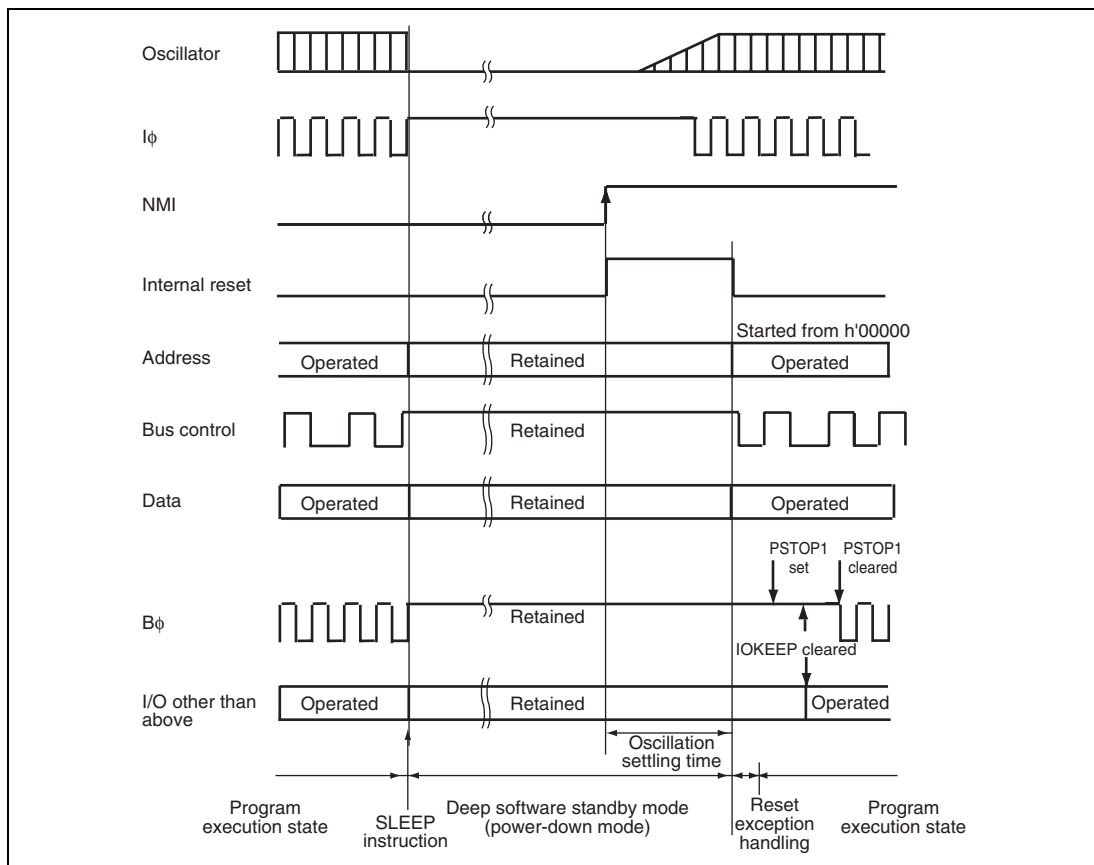 Oscillator
Iϕ
NMI
Internal reset
Started from h'00000
Address
Operated
Retained
Operated
Bus control
Retained
Data
Operated
Retained
Operated
PSTOP1
set
PSTOP1
cleared
Bϕ
Retained
IOKEEP cleared
I/O other than
above
Operated
Retained
Operated
Oscillation
settling time
Program
execution state
SLEEP
instruction
Deep software standby mode
(power-down mode)
Reset
exception
handling
Program
execution state